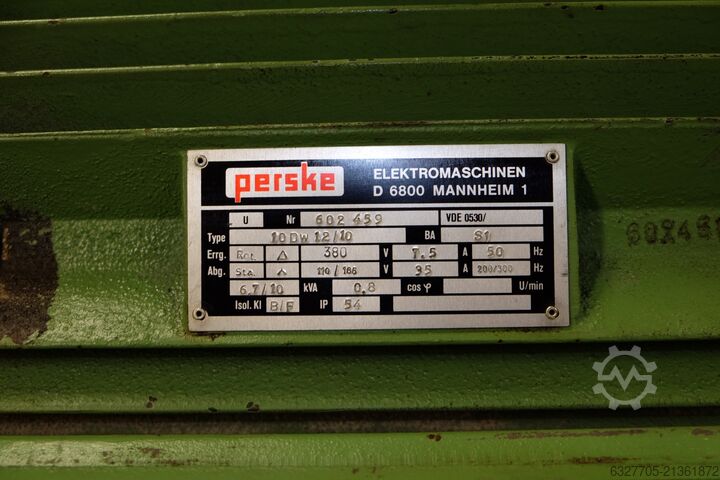 perske
ELEKTROMASCHINEN
D 6800 MANNHEIM 1
U Nr 602 459 VDE 0530/
Type 10 DW 12/10 BA S1
Errg. Rot. △ 380 V 7.5 A 50 Hz
Abg. Sta. 110/166 V 35 A 200/300 Hz
6.7/10 kVA 0.8 cos φ U/min
Isol. Kl B/F IP 54
6327705-21361872